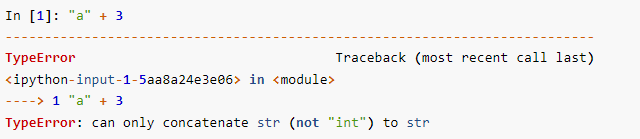 In [1]: "a" + 3
---------------------------------------------------------------------------
TypeError                                 Traceback (most recent call last)
<ipython-input-1-5aa8a24e3e06> in <module>
----> 1 "a" + 3
TypeError: can only concatenate str (not "int") to str